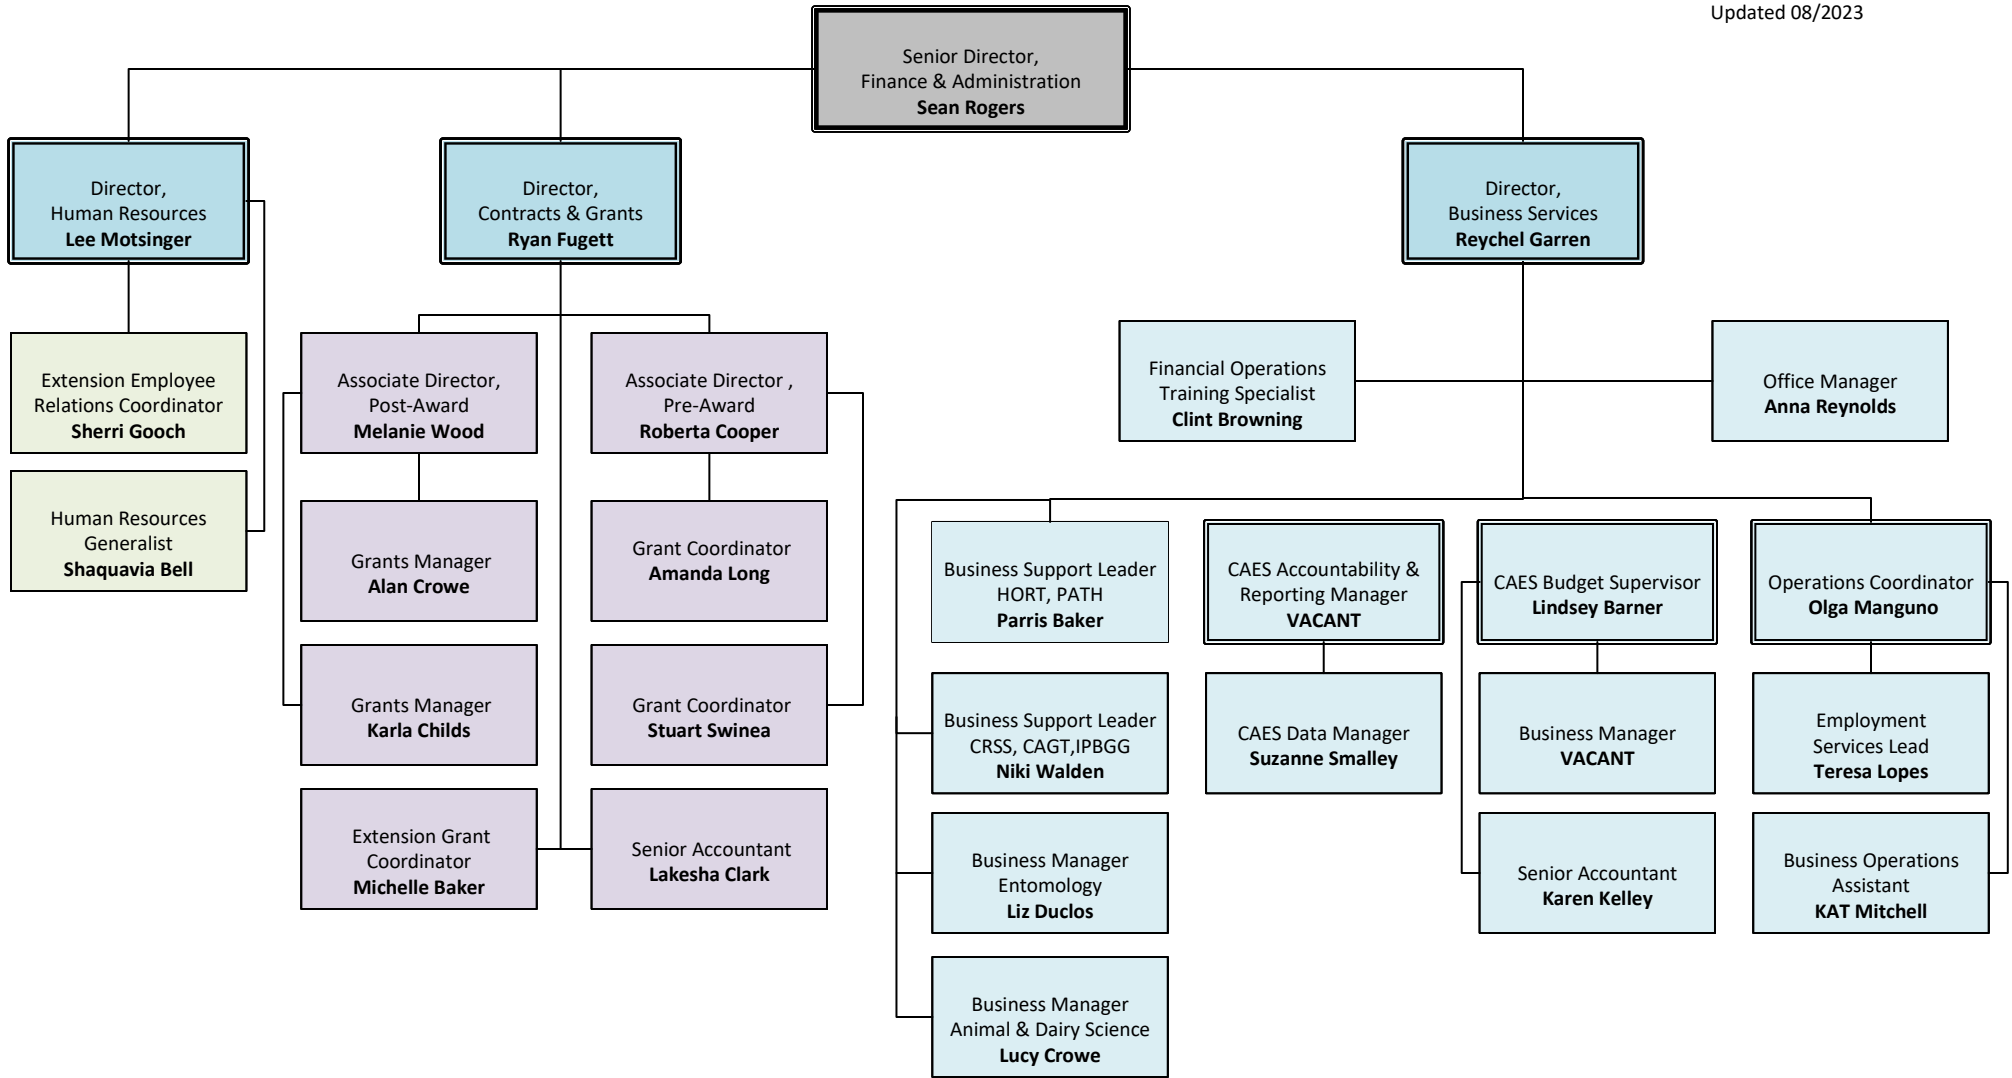 Updated 08/2023
Senior Director,
Finance & Administration
Sean Rogers
Director,
Human Resources
Lee Motsinger
Director,
Contracts & Grants
Ryan Fugett
Director,
Business Services
Reychel Garren
Extension Employee
Relations Coordinator
Sherri Gooch
Human Resources
Generalist
Shaquavia Bell
Associate Director,
Post-Award
Melanie Wood
Associate Director ,
Pre-Award
Roberta Cooper
Grants Manager
Alan Crowe
Grant Coordinator
Amanda Long
Grants Manager
Karla Childs
Grant Coordinator
Stuart Swinea
Extension Grant
Coordinator
Michelle Baker
Senior Accountant
Lakesha Clark
Financial Operations
Training Specialist
Clint Browning
Office Manager
Anna Reynolds
Business Support Leader
HORT, PATH
Parris Baker
CAES Accountability &
Reporting Manager
VACANT
CAES Budget Supervisor
Lindsey Barner
Operations Coordinator
Olga Manguno
Business Support Leader
CRSS, CAGT,IPBGG
Niki Walden
CAES Data Manager
Suzanne Smalley
Business Manager
VACANT
Employment
Services Lead
Teresa Lopes
Business Manager
Entomology
Liz Duclos
Senior Accountant
Karen Kelley
Business Operations
Assistant
KAT Mitchell
Business Manager
Animal & Dairy Science
Lucy Crowe